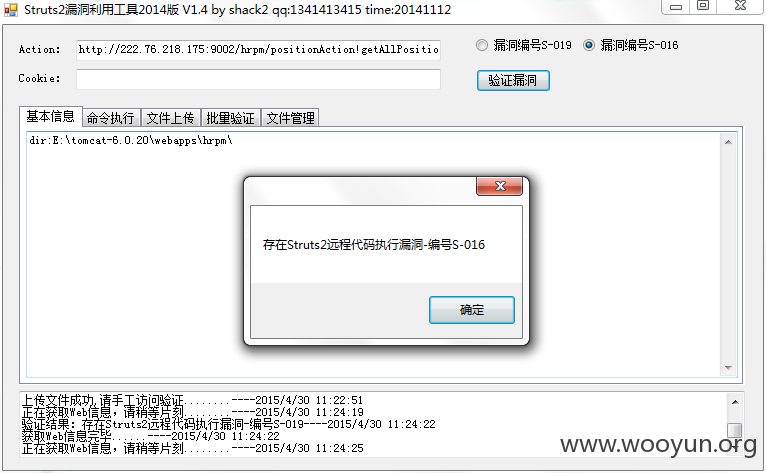 Struts2漏洞利用工具2014版 V1.4 by shack2 qq:1341413415 time:20141112
Action:
http://222.76.218.175:9002/hrpm/positionAction!getAllPositio
漏洞编号S-019
漏洞编号S-016
Cookie:
验证漏洞
基本信息
命令执行
文件上传
批量验证
文件管理
dir:E:\tomcat-6.0.20\webapps\hrpm\
存在Struts2远程代码执行漏洞-编号S-016
确定
上传文件成功,请手工访问验证........----2015/4/30 11:22:51
正在获取Web信息，请稍等片刻........----2015/4/30 11:24:19
验证结果：存在Struts2远程代码执行漏洞-编号S-019----2015/4/30 11:24:22
获取Web信息完毕......----2015/4/30 11:24:22
正在获取Web信息，请稍等片刻........----2015/4/30 11:24:25
www.wooyun.org